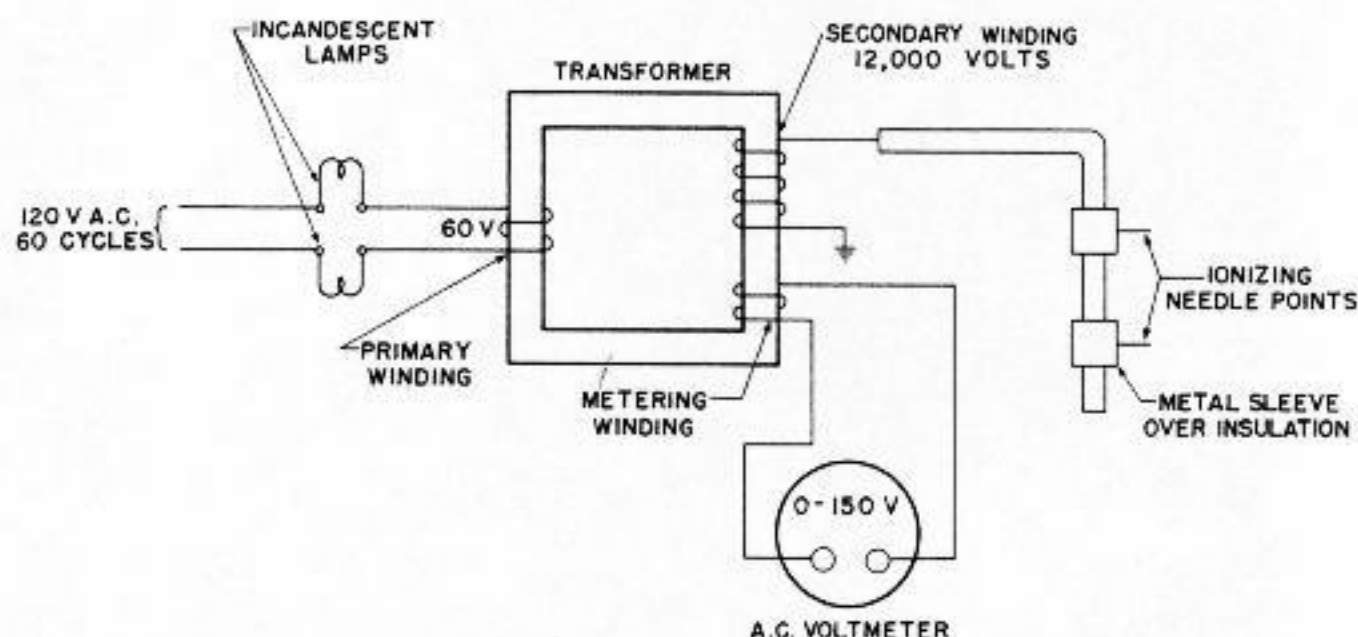 INCANDESCENT
LAMPS
TRANSFORMER
SECONDARY WINDING
12,000 VOLTS
120 V A.C.
60 CYCLES
60 V
IONIZING
NEEDLE POINTS
PRIMARY
WINDING
METERING
WINDING
METAL SLEEVE
OVER INSULATION
0-150 V
A.C. VOLTMETER